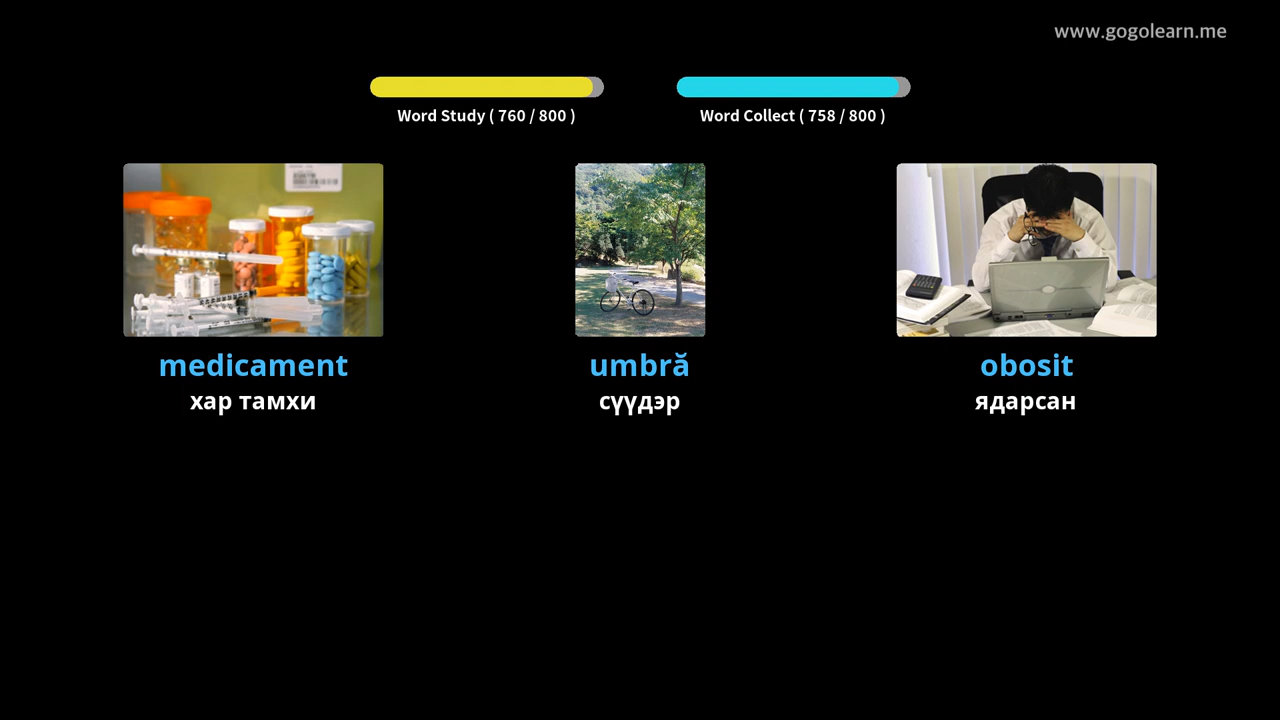 www.gogolearn.me
Word Study ( 760 / 800 )
Word Collect ( 758 / 800 )
medicament
хар тамхи
umbră
сүүдэр
obosit
ядарсан